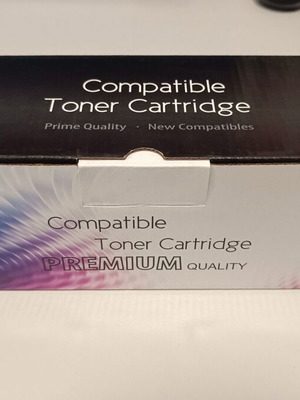 Compatible
Toner Cartridge
Prime Quality · New Compatibles
Compatible
Toner Cartridge
PREMIUM QUALITY